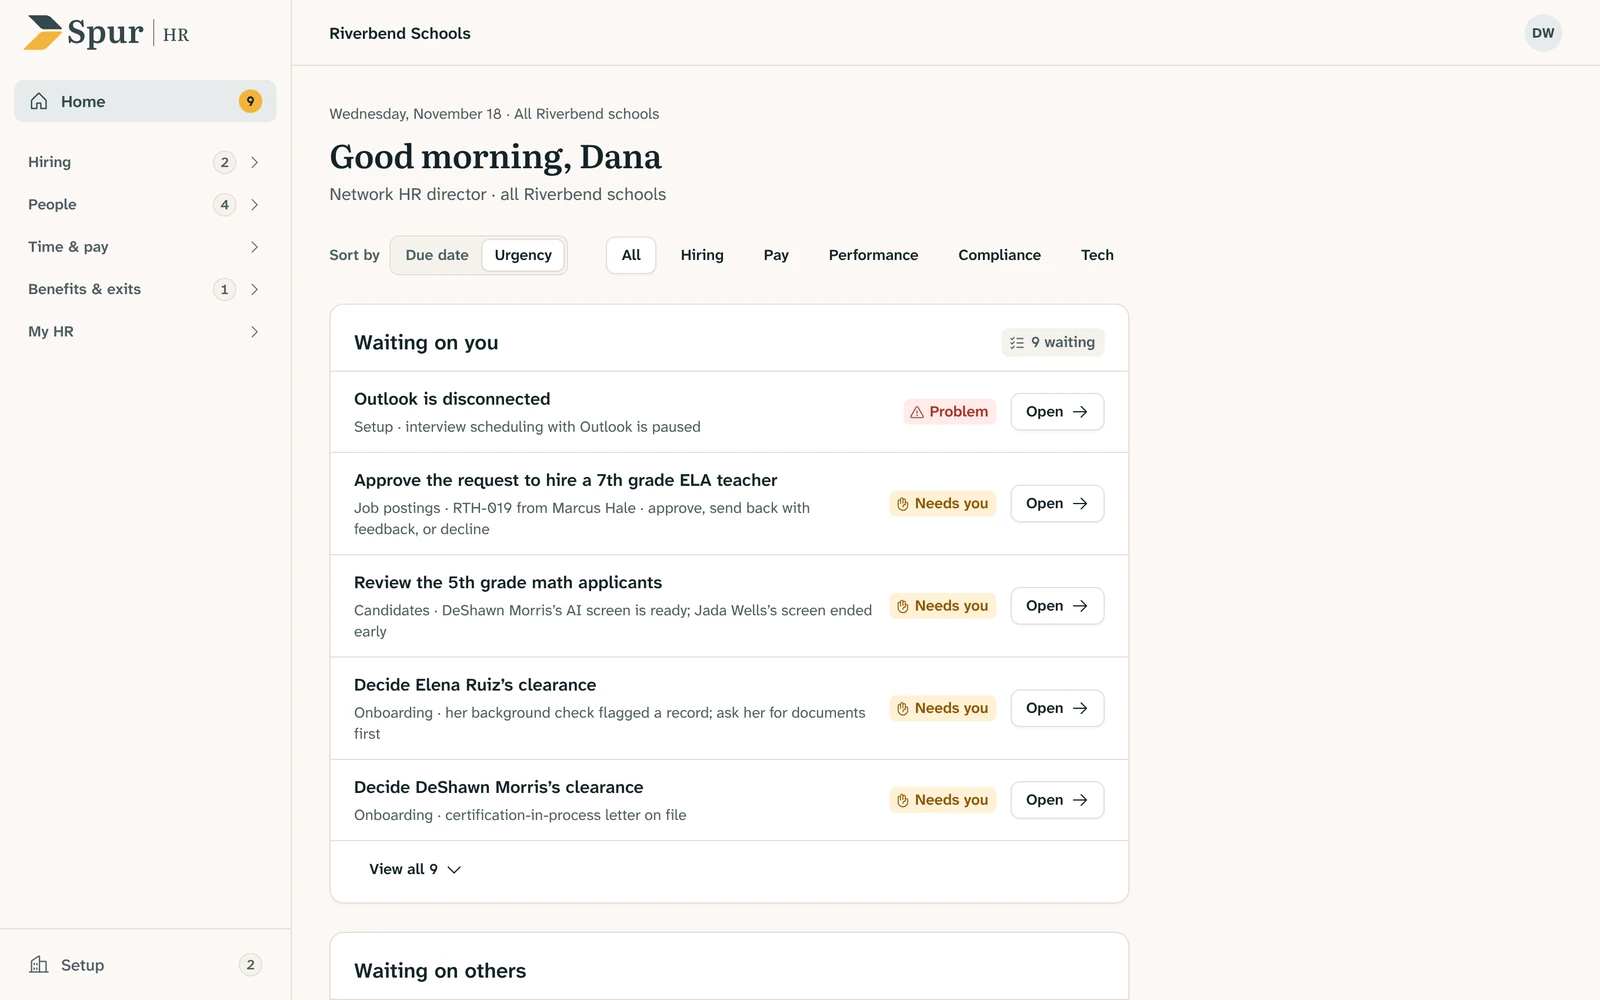 Spur HR
Home 9
Hiring 2
People 4
Time & pay
Benefits & exits 1
My HR
Setup 2
Riverbend Schools
DW
Wednesday, November 18 · All Riverbend schools
Good morning, Dana
Network HR director · all Riverbend schools
Sort by Due date Urgency All Hiring Pay Performance Compliance Tech
Waiting on you
9 waiting
Outlook is disconnected
Setup · interview scheduling with Outlook is paused
Problem Open
Approve the request to hire a 7th grade ELA teacher
Job postings · RTH-019 from Marcus Hale · approve, send back with
feedback, or decline
Needs you Open
Review the 5th grade math applicants
Candidates · DeShawn Morris’s AI screen is ready; Jada Wells’s screen ended
early
Needs you Open
Decide Elena Ruiz’s clearance
Onboarding · her background check flagged a record; ask her for documents
first
Needs you Open
Decide DeShawn Morris’s clearance
Onboarding · certification-in-process letter on file
Needs you Open
View all 9
Waiting on others